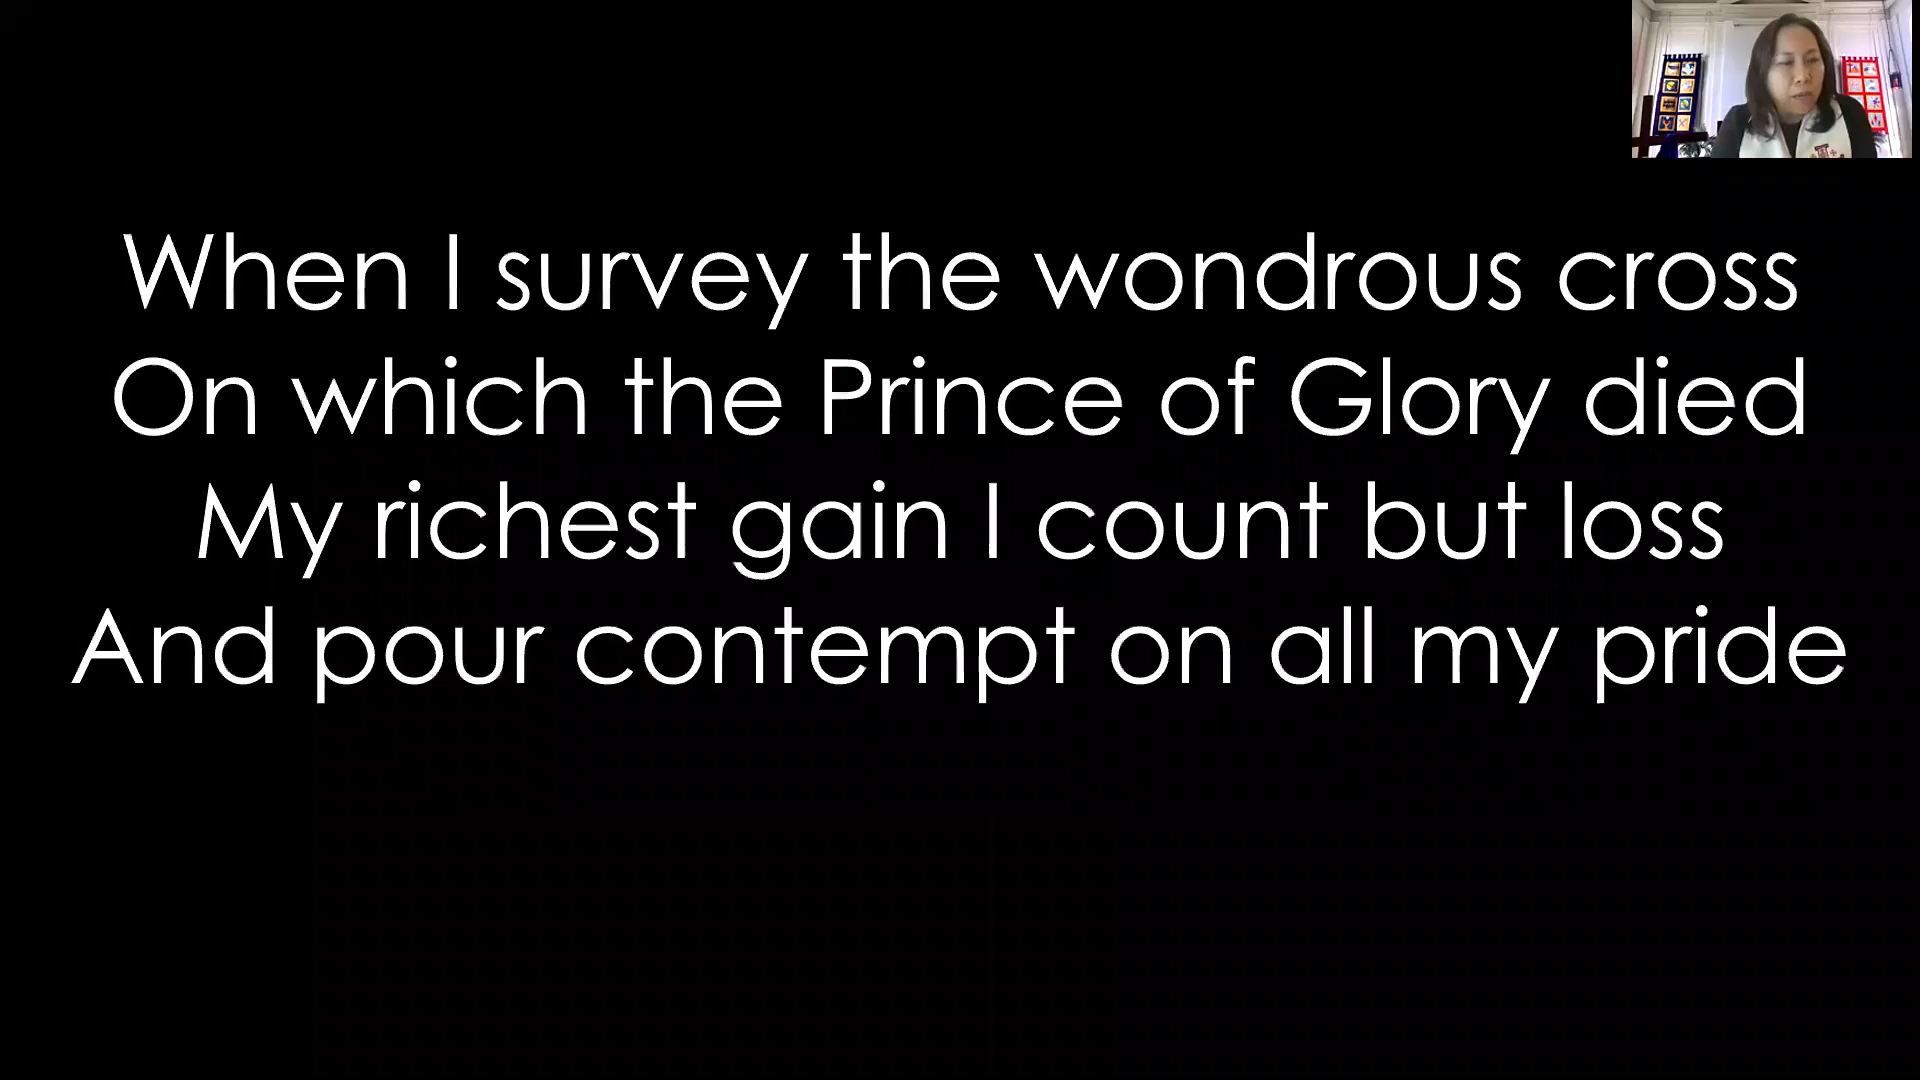 When I survey the wondrous cross
On which the Prince of Glory died
My richest gain I count but loss
And pour contempt on all my pride